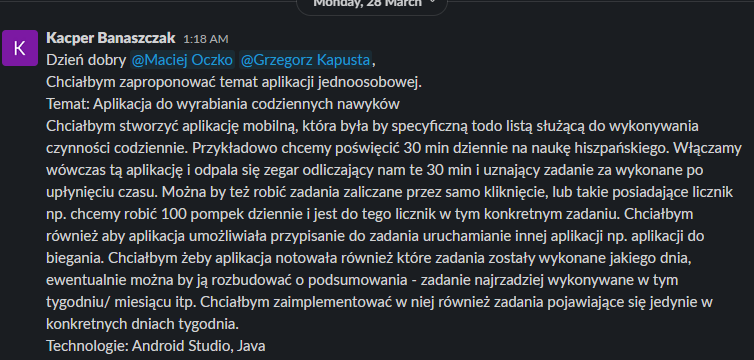 Monday, 28 March
K
Kacper Banaszczak 1:18 AM
Dzień dobry @Maciej Oczko @Grzegorz Kapusta,
Chciałbym zaproponować temat aplikacji jednoosobowej.
Temat: Aplikacja do wyrabiania codziennych nawyków
Chciałbym stworzyć aplikację mobilną, która była by specyficzną todo listą służącą do wykonywania
czynności codziennie. Przykładowo chcemy poświęcić 30 min dziennie na naukę hiszpańskiego. Włączamy
wówczas tą aplikację i odpala się zegar odliczający nam te 30 min i uznający zadanie za wykonane po
upłynięciu czasu. Można by też robić zadania zaliczane przez samo kliknięcie, lub takie posiadające licznik
np. chcemy robić 100 pompek dziennie i jest do tego licznik w tym konkretnym zadaniu. Chciałbym
również aby aplikacja umożliwiała przypisanie do zadania uruchamianie innej aplikacji np. aplikacji do
biegania. Chciałbym żeby aplikacja notowała również które zadania zostały wykonane jakiego dnia,
ewentualnie można by ją rozbudować o podsumowania - zadanie najrzadziej wykonywane w tym
tygodniu/ miesiącu itp. Chciałbym zaimplementować w niej również zadania pojawiające się jedynie w
konkretnych dniach tygodnia.
Technologie: Android Studio, Java